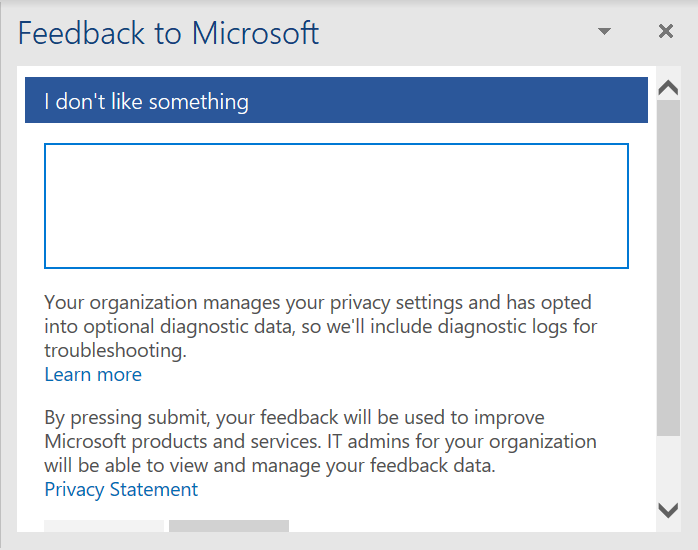 Feedback to Microsoft
I don't like something
Your organization manages your privacy settings and has opted
into optional diagnostic data, so we'll include diagnostic logs for
troubleshooting.
Learn more
By pressing submit, your feedback will be used to improve
Microsoft products and services. IT admins for your organization
will be able to view and manage your feedback data.
Privacy Statement